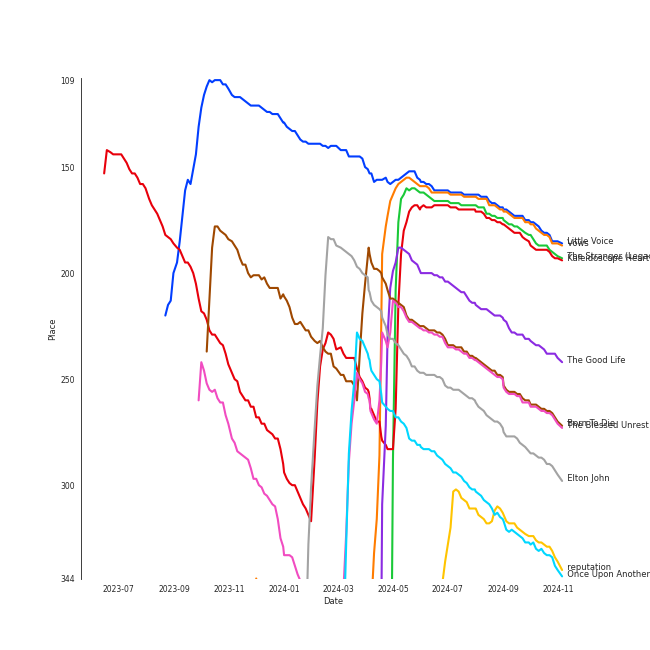 109
150
200
250
300
344
Place
2023-07
2023-09
2023-11
2024-01
2024-03
2024-05
2024-07
2024-09
2024-11
Date
Little Voice
The Stranger
Kaleidoscope Heart
The Good Life
Born To Die
The Blessed Unrest
Elton John
reputation
Once Upon Another